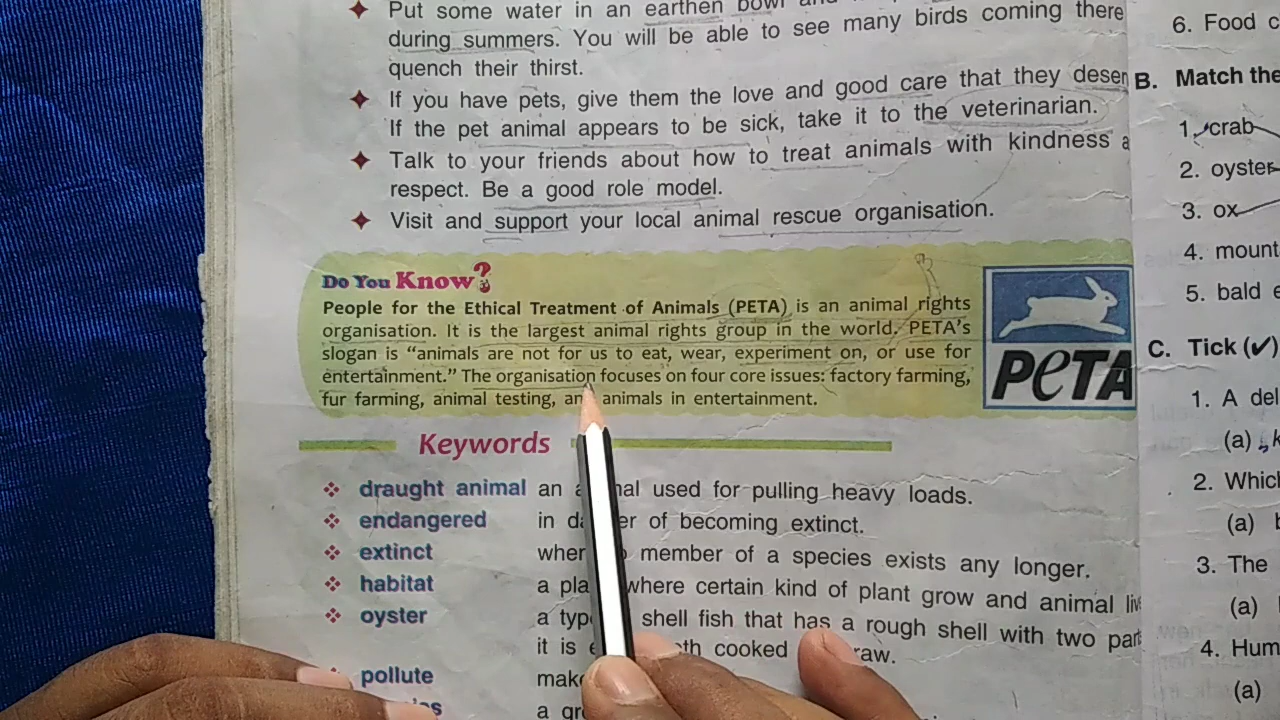 Put some water in an earthen bowl and
during summers. You will be able to see many birds coming there
quench their thirst.
If you have pets, give them the love and good care that they deser
If the pet animal appears to be sick, take it to the veterinarian.
Talk to your friends about how to treat animals with kindness a
respect. Be a good role model.
Visit and support your local animal rescue organisation.
Do You Know?
People for the Ethical Treatment of Animals (PETA) is an animal rights
organisation. It is the largest animal rights group in the world. PETA's
slogan is "animals are not for us to eat, wear, experiment on, or use for
entertainment." The organisation focuses on four core issues: factory farming,
fur farming, animal testing, an animals in entertainment.
PeTA
Keywords
draught animal an a mal used for pulling heavy loads.
endangered in da er of becoming extinct.
extinct wher member of a species exists any longer.
habitat a pla where certain kind of plant grow and animal liv
oyster a typ shell fish that has a rough shell with two par
it is e th cooked raw.
pollute make
a gr
6. Food c
B. Match the
1. crab
2. oyster
3. ox
4. mount
5. bald e
C. Tick (✓)
1. A del
(a) k
2. Which
(a)
3. The
(a)
4. Hum
(a)